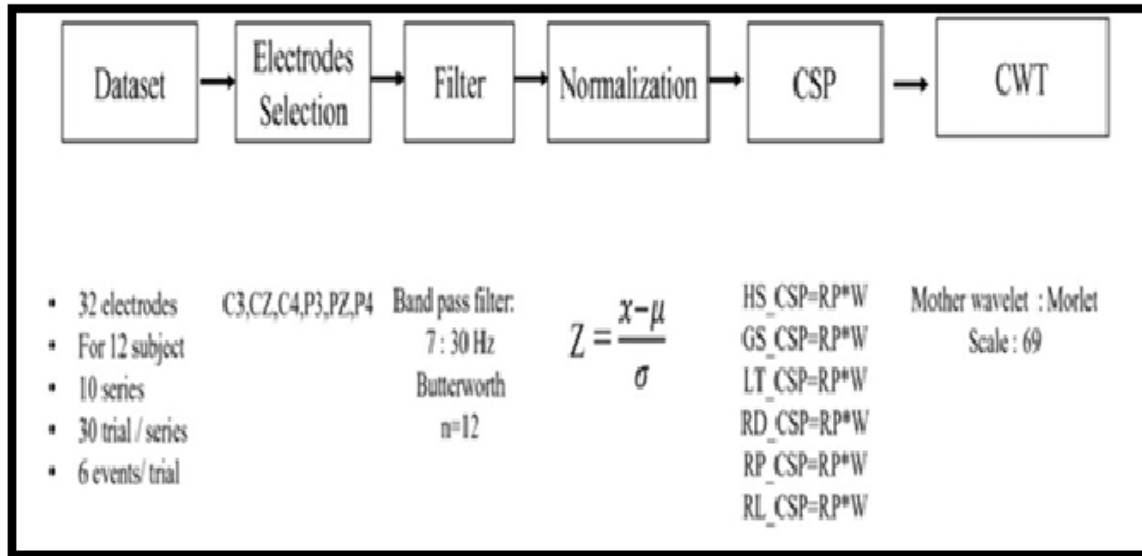 Dataset
Electrodes
Selection
Filter
Normalization
CSP
CWT
• 32 electrodes
• For 12 subject
• 10 series
• 30 trial / series
• 6 events/ trial
C3,CZ,C4,P3,PZ,P4
Band pass filter:
7 : 30 Hz
Butterworth
n=12
Z = x−μ / σ
HS_CSP=RP*W
GS_CSP=RP*W
LT_CSP=RP*W
RD_CSP=RP*W
RP_CSP=RP*W
RL_CSP=RP*W
Mother wavelet : Morlet
Scale : 69